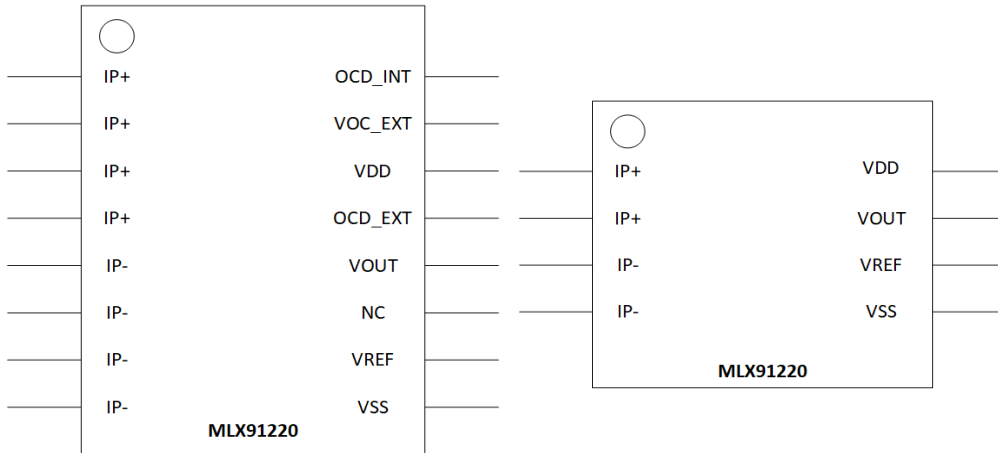 IP+ OCD_INT
IP+ VOC_EXT
IP+ VDD
IP+ OCD_EXT
IP- VOUT
IP- NC
IP- VREF
IP- VSS
MLX91220
IP+ VDD
IP+ VOUT
IP- VREF
IP- VSS
MLX91220